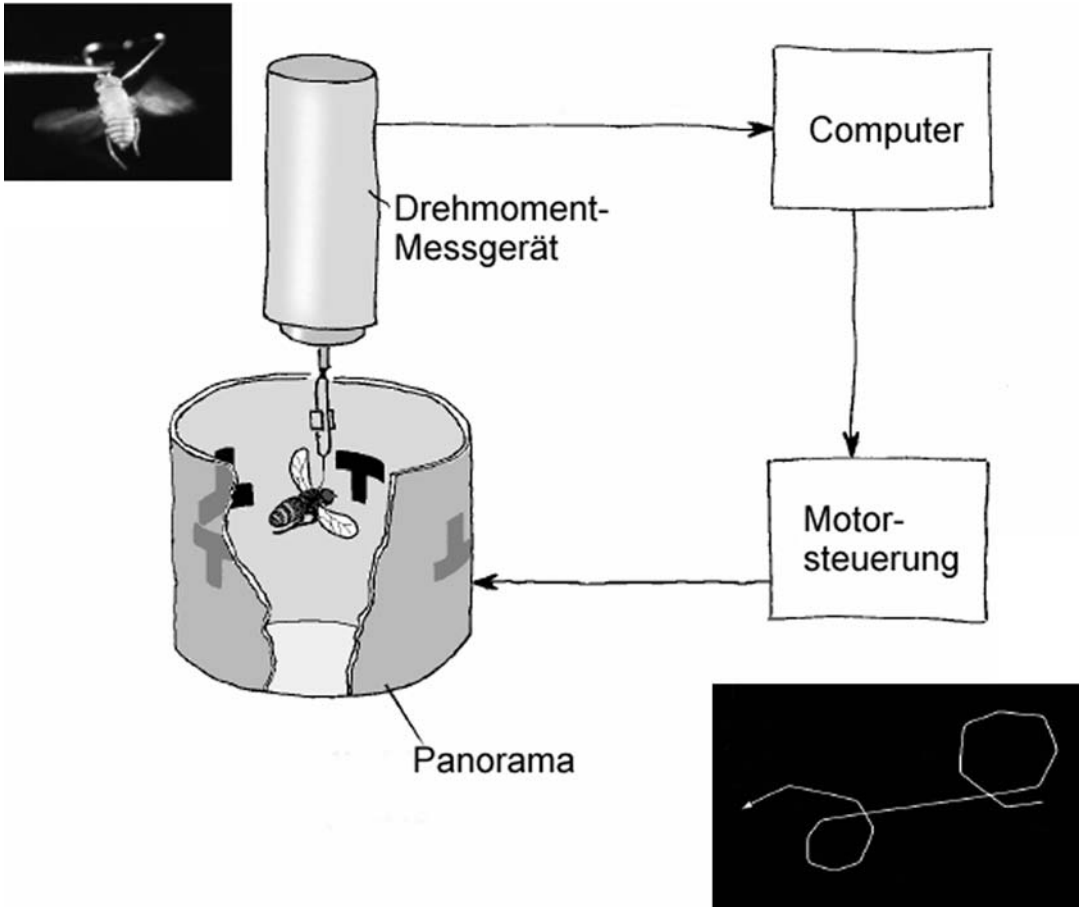 Computer
Drehmoment-
Messgerät
Motor-
steuerung
Panorama